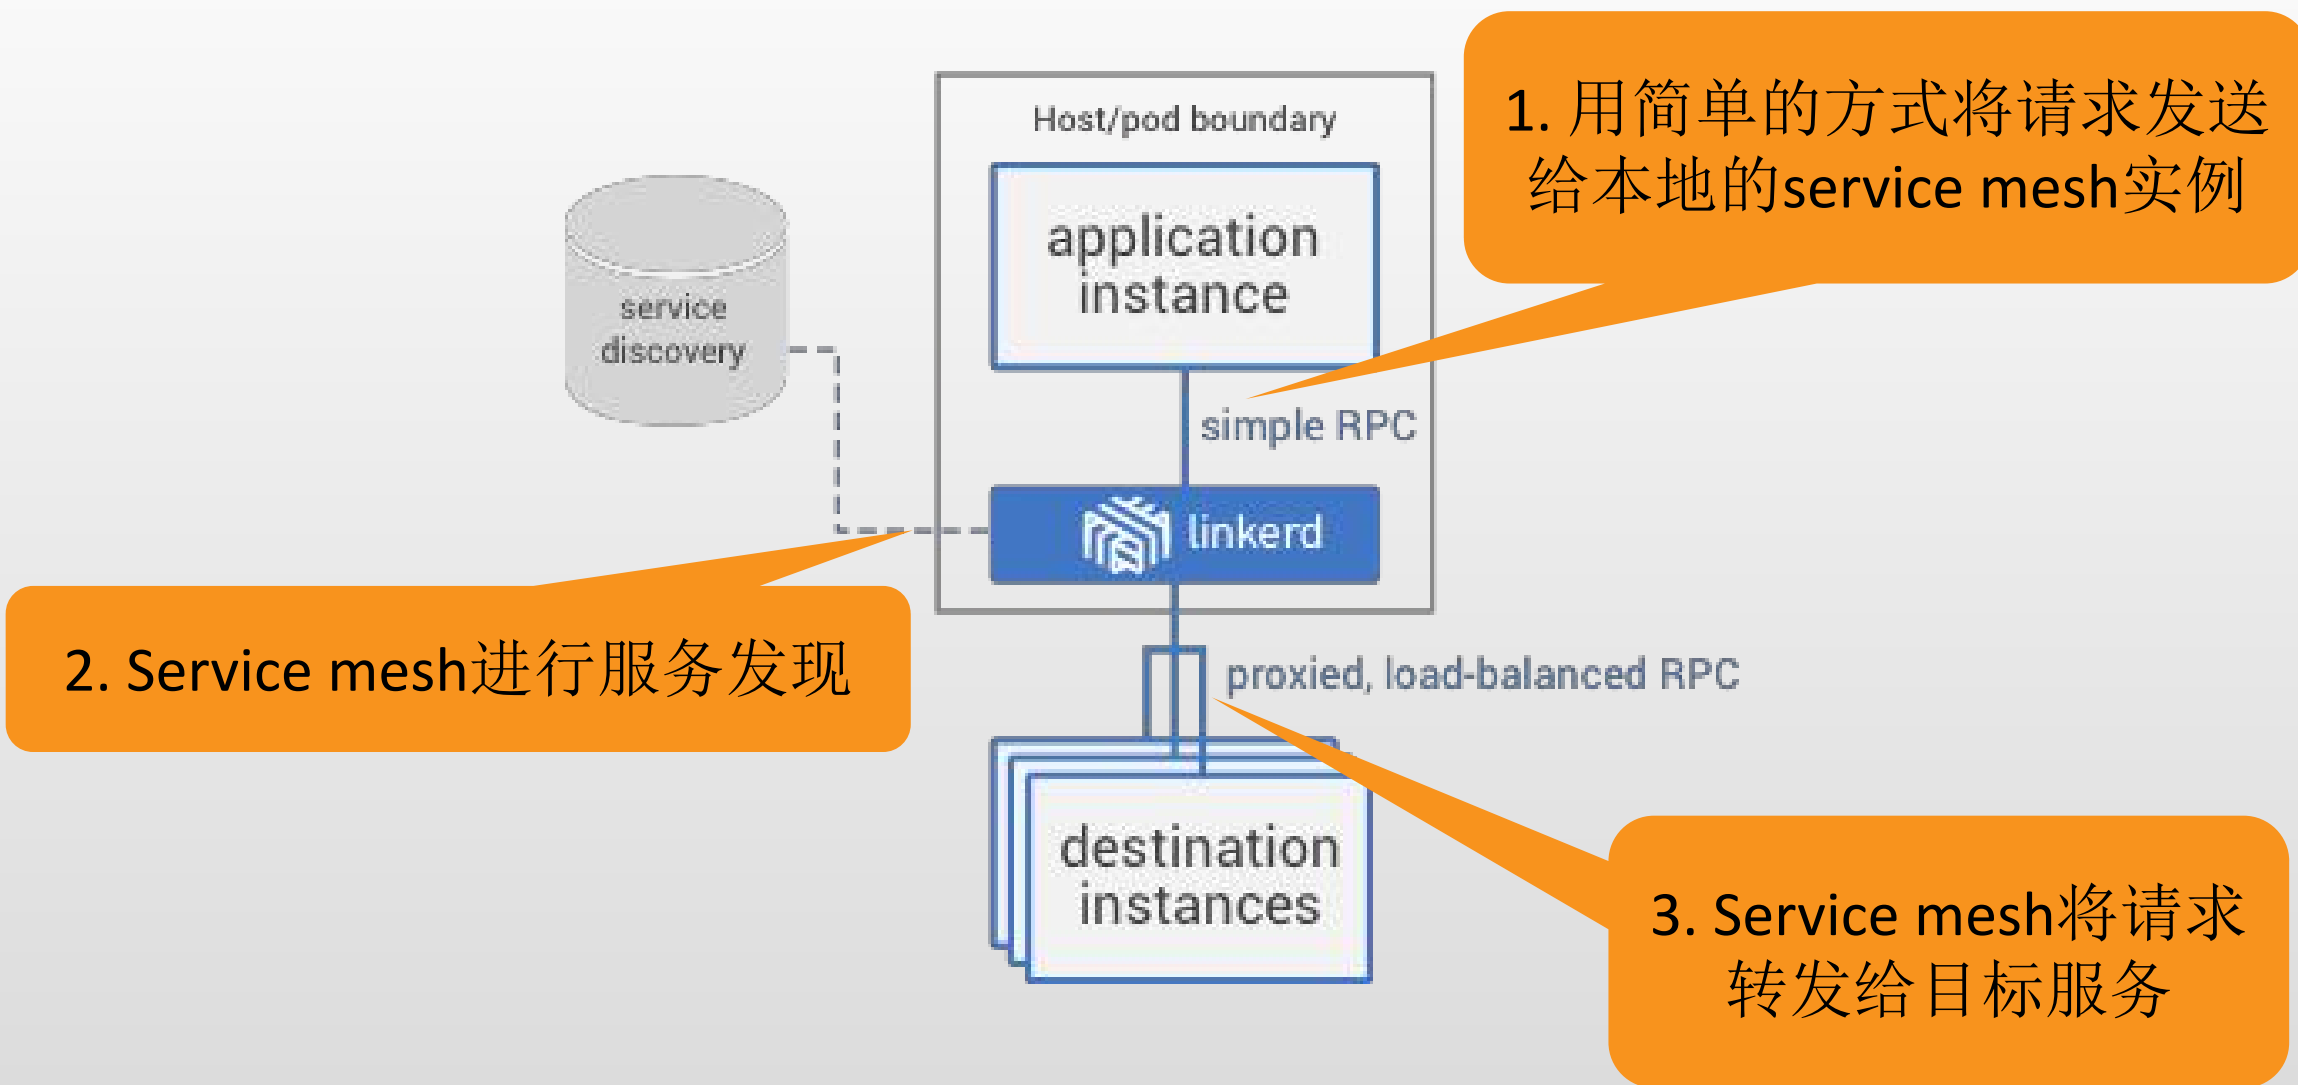 1. 用简单的方式将请求发送
给本地的service mesh实例
Host/pod boundary
application
instance
service
discovery
simple RPC
linkerd
2. Service mesh进行服务发现
proxied, load-balanced RPC
destination
instances
3. Service mesh将请求
转发给目标服务